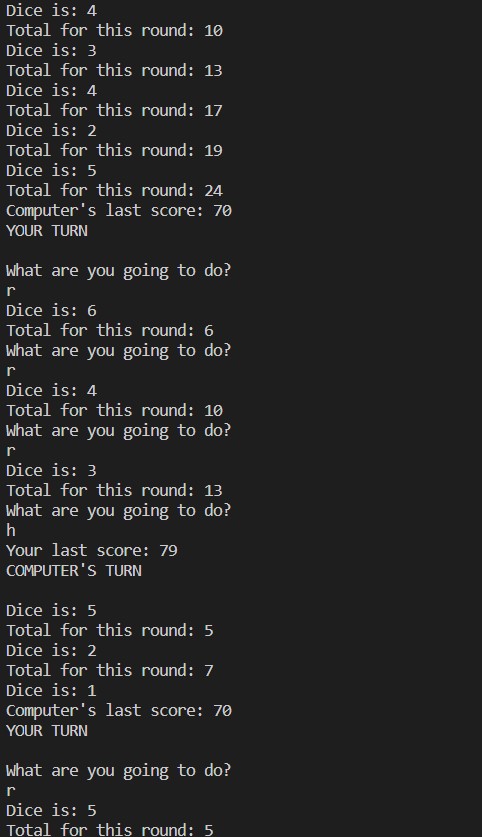 Dice is: 4
Total for this round: 10
Dice is: 3
Total for this round: 13
Dice is: 4
Total for this round: 17
Dice is: 2
Total for this round: 19
Dice is: 5
Total for this round: 24
Computer's last score: 70
YOUR TURN
What are you going to do?
r
Dice is: 6
Total for this round: 6
What are you going to do?
r
Dice is: 4
Total for this round: 10
What are you going to do?
r
Dice is: 3
Total for this round: 13
What are you going to do?
h
Your last score: 79
COMPUTER'S TURN
Dice is: 5
Total for this round: 5
Dice is: 2
Total for this round: 7
Dice is: 1
Computer's last score: 70
YOUR TURN
What are you going to do?
r
Dice is: 5
Total for this round: 5